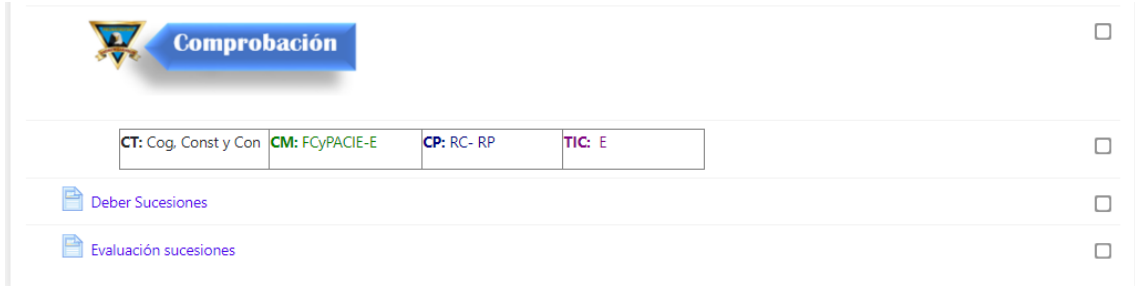 Comprobación
CT: Cog, Const y Con CM: FCyPACIE-E CP: RC- RP TIC: E
Deber Sucesiones
Evaluación sucesiones